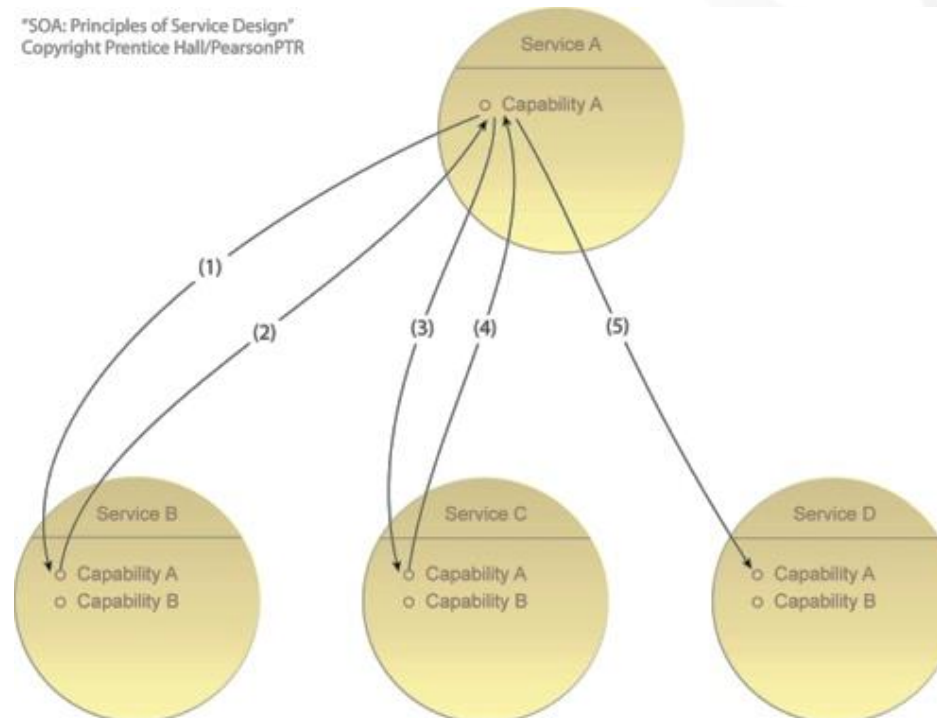 "SOA: Principles of Service Design"
Copyright Prentice Hall/PearsonPTR
Service A
Capability A
(1)
(2)
(3)
(4)
(5)
Service B
Capability A
Capability B
Service C
Capability A
Capability B
Service D
Capability A
Capability B